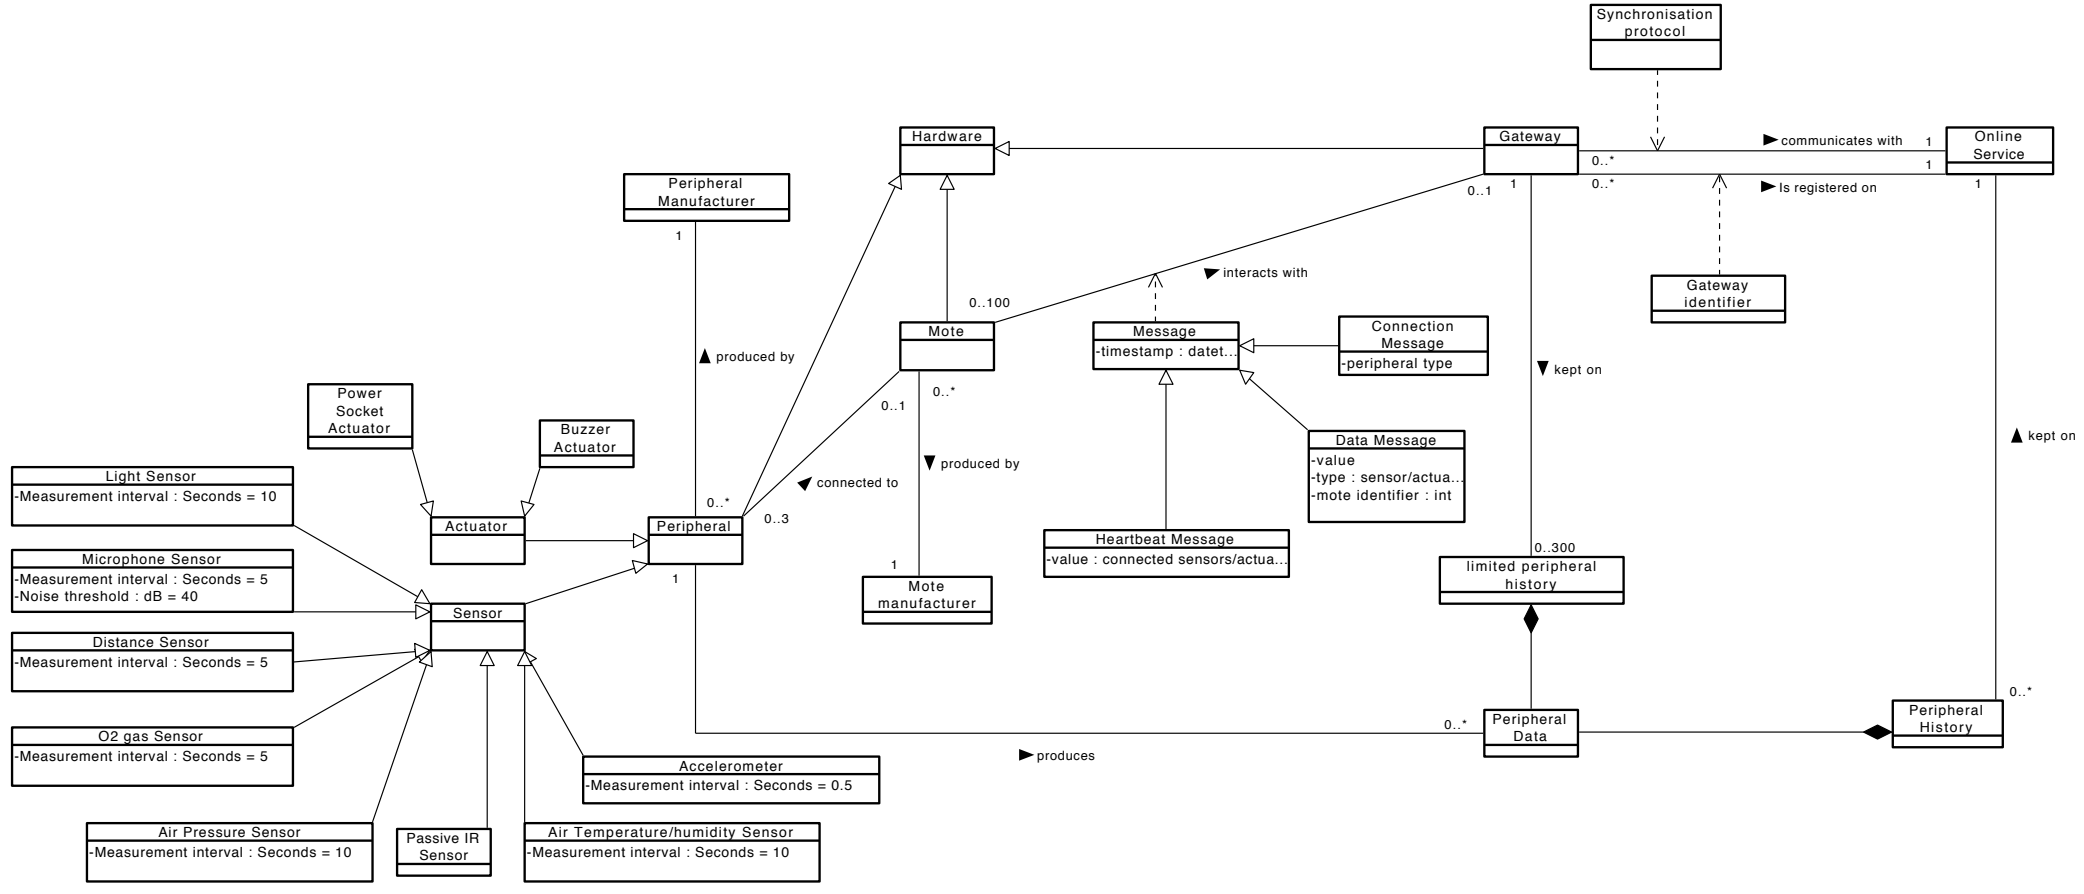 Synchronisation
protocol
Hardware
Gateway
communicates with
1
Online
Service
0..*
1
0..*
Is registered on
1
0..1
1
Peripheral
Manufacturer
1
interacts with
Gateway
identifier
0..100
Mote
Message
-timestamp : datet...
Connection
Message
-peripheral type
produced by
kept on
Power
Socket
Actuator
0..1
0..*
Buzzer
Actuator
Data Message
-value
-type : sensor/actua...
-mote identifier : int
kept on
produced by
connected to
Light Sensor
-Measurement interval : Seconds = 10
0..*
0..3
Actuator
Peripheral
Heartbeat Message
-value : connected sensors/actua...
0..300
Microphone Sensor
-Measurement interval : Seconds = 5
-Noise threshold : dB = 40
1
1
limited peripheral
history
Mote
manufacturer
Sensor
Distance Sensor
-Measurement interval : Seconds = 5
0..*
0..*
Peripheral
Data
Peripheral
History
O2 gas Sensor
-Measurement interval : Seconds = 5
produces
Accelerometer
-Measurement interval : Seconds = 0.5
Air Pressure Sensor
-Measurement interval : Seconds = 10
Passive IR
Sensor
Air Temperature/humidity Sensor
-Measurement interval : Seconds = 10